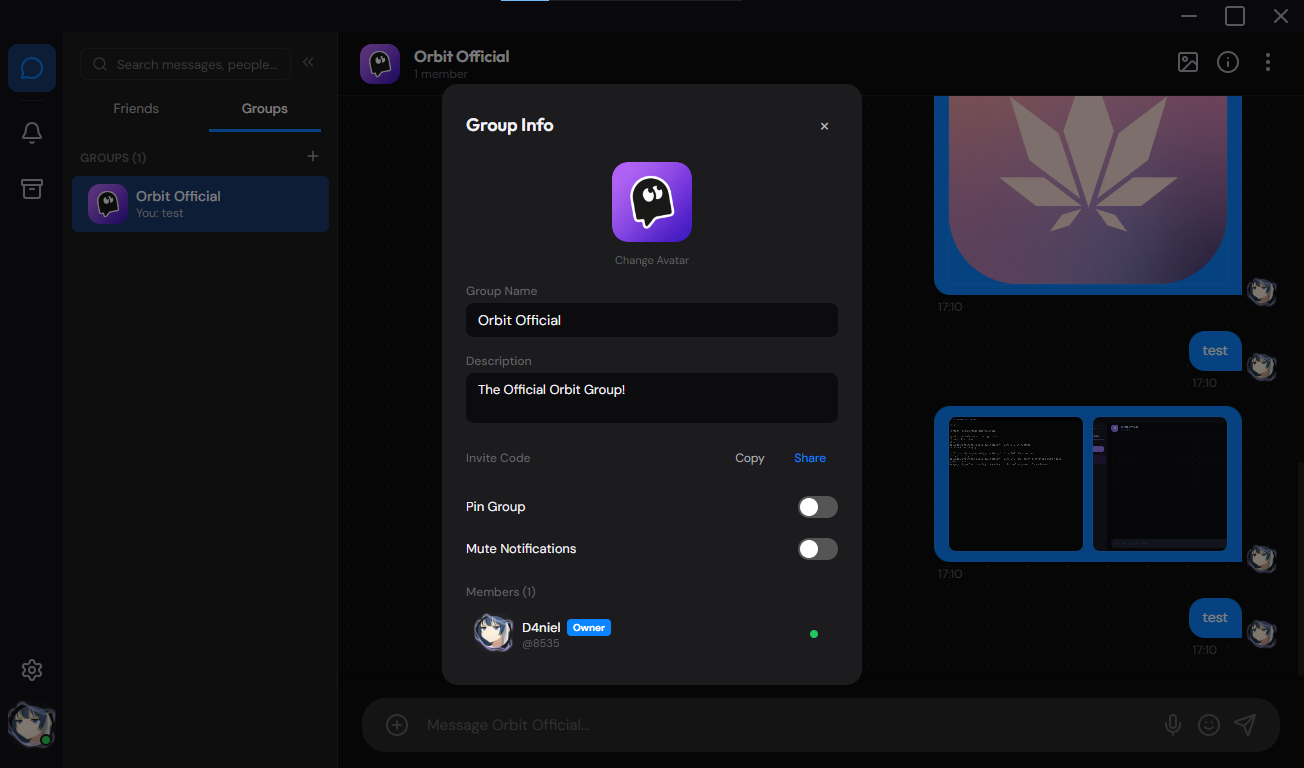 Search messages, people...
Friends
Groups
GROUPS (1)
Orbit Official
You: test
Orbit Official
1 member
Group Info
Change Avatar
Group Name
Orbit Official
Description
The Official Orbit Group!
Invite Code
Copy
Share
Pin Group
Mute Notifications
Members (1)
D4niel
Owner
@8535
17:10
test
17:10
17:10
test
17:10
Message Orbit Official...